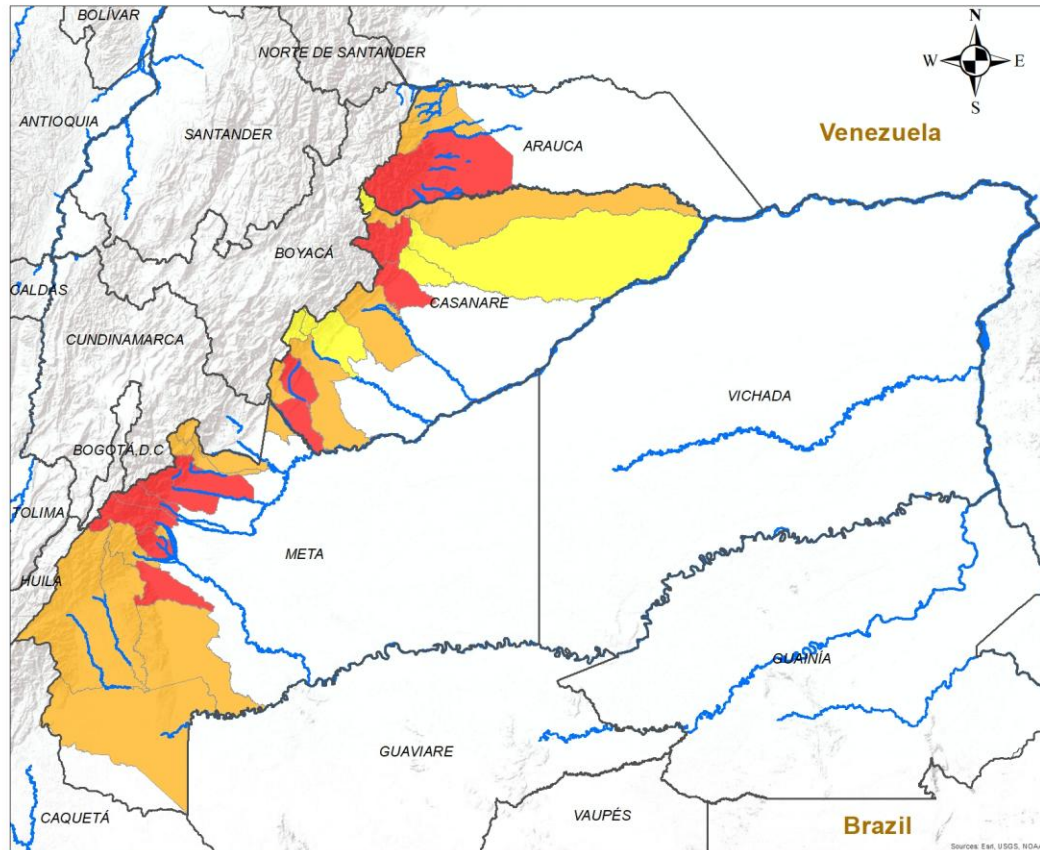 BOLÍVAR
NORTE DE SANTANDER
N
W
E
S
ANTIOQUIA
SANTANDER
ARAUCA
Venezuela
BOYACÁ
CALDAS
CASANARE
CUNDINAMARCA
VICHADA
BOGOTÁ,D.C
TOLIMA
META
HUILA
GUAINÍA
GUAVIARE
CAQUETÁ
VAUPÉS
Brazil
Sources: Esri, USGS, NOAA